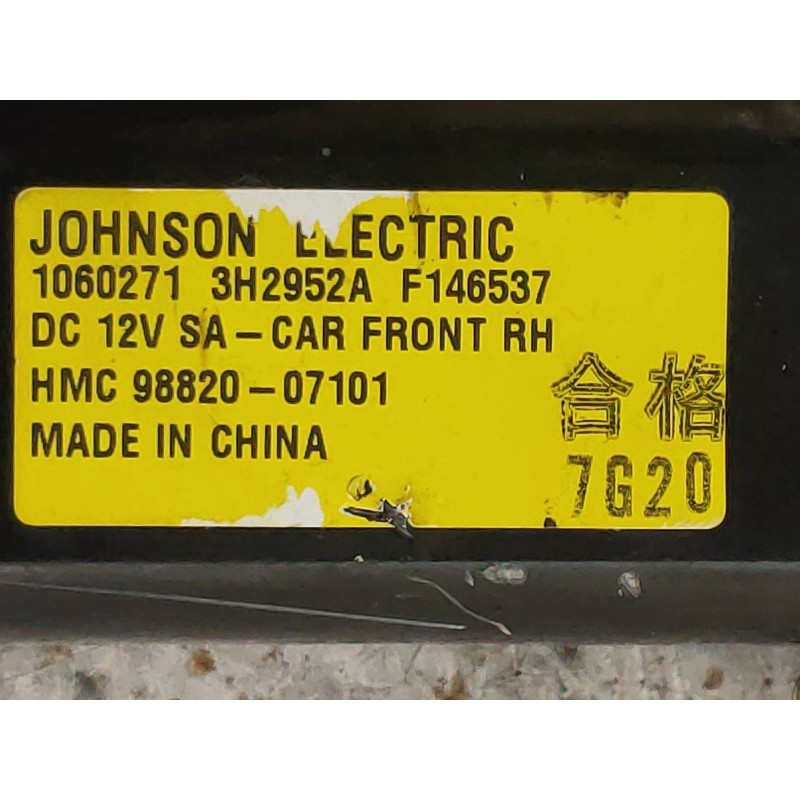 JOHNSON ELECTRIC
1060271 3H2952A F146537
DC 12V SA-CAR FRONT RH
HMC 98820-07101
MADE IN CHINA
合格
7G20